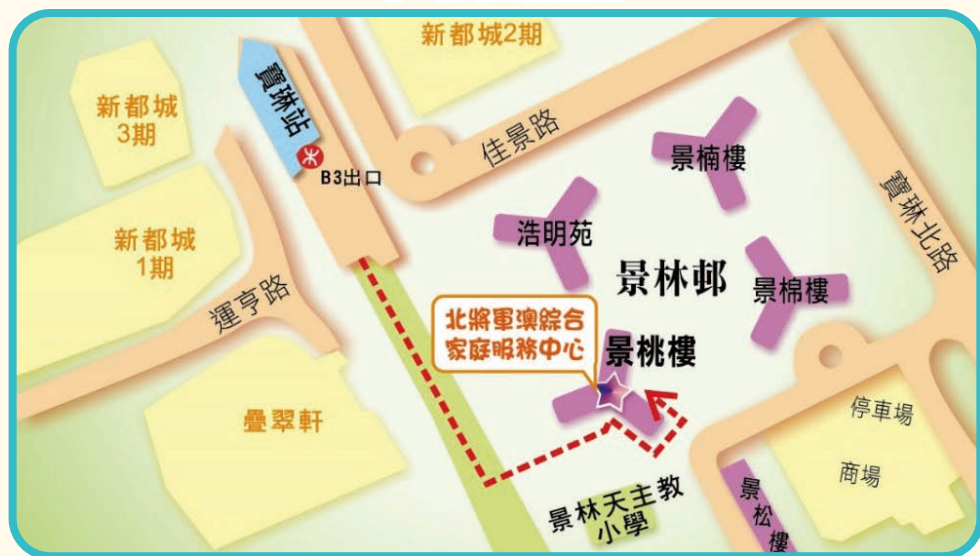 新都城2期
寶琳站
新都城
3期
B3出口
佳景路
景楠樓
寶琳北路
新都城
1期
浩明苑
景林邨
景棉樓
運亨路
北將軍澳綜合
家庭服務中心
景桃樓
疊翠軒
停車場
商場
景林天主教
小學
景松樓